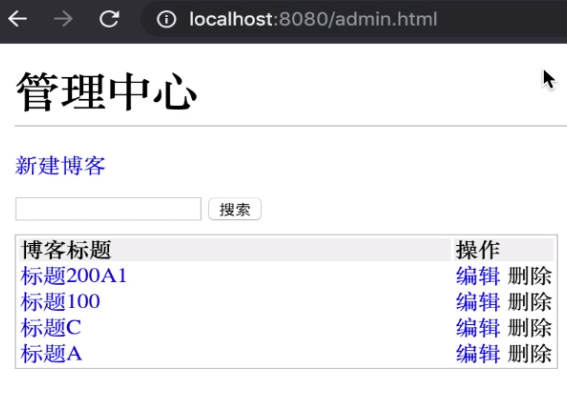 localhost:8080/admin.html
管理中心
新建博客
搜索
博客标题 操作
标题200A1 编辑 删除
标题100 编辑 删除
标题C 编辑 删除
标题A 编辑 删除